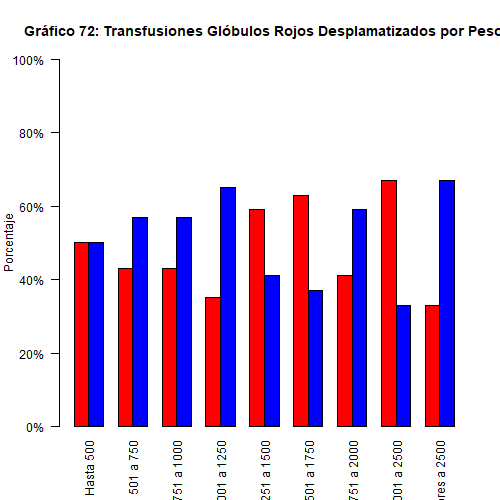 Gráfico 72: Transfusiones Glóbulos Rojos Desplamatizados por Peso
100%
80%
60%
40%
20%
0%
Porcentaje
Hasta 500
501 a 750
751 a 1000
001 a 1250
251 a 1500
501 a 1750
751 a 2000
001 a 2500
ores a 2500